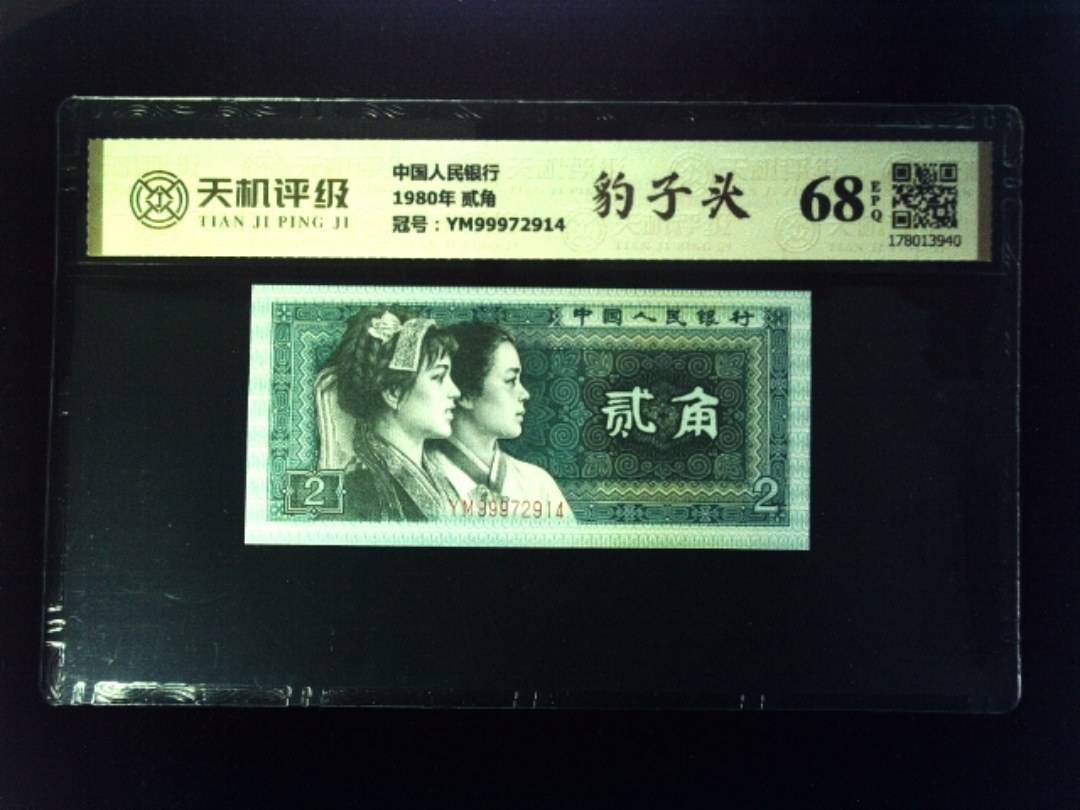 天机评级
TIAN JI PING JI
中国人民银行
1980年 贰角
冠号：YM99972914
豹子头
68
EPQ
178013940
中国人民银行
贰角
2
2
YM99972914